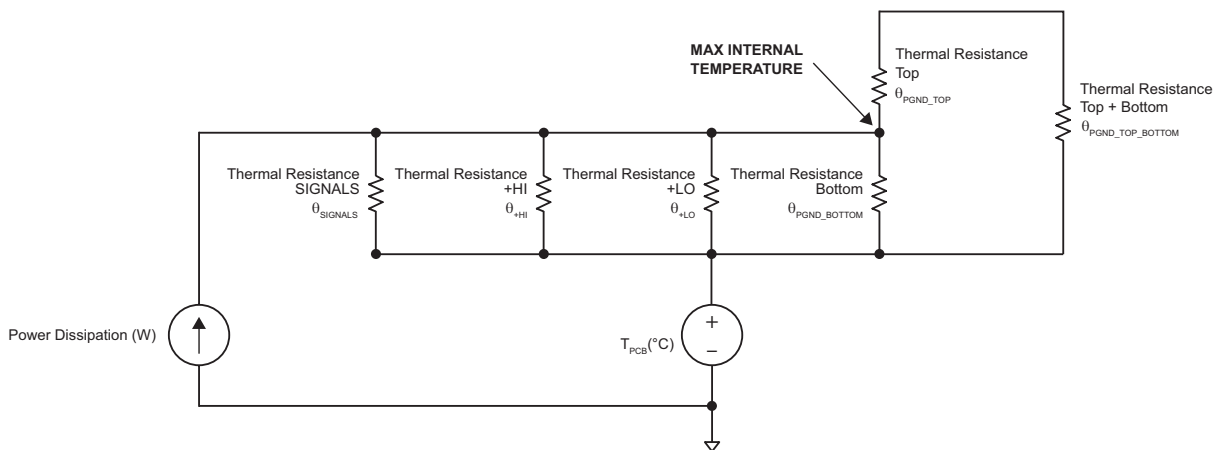 MAX INTERNAL
TEMPERATURE
Thermal Resistance
Top
θPGND_TOP
Thermal Resistance
Top + Bottom
θPGND_TOP_BOTTOM
Thermal Resistance
SIGNALS
θSIGNALS
Thermal Resistance
+HI
θ+HI
Thermal Resistance
+LO
θ+LO
Thermal Resistance
Bottom
θPGND_BOTTOM
Power Dissipation (W)
TPCB(°C)
+
–